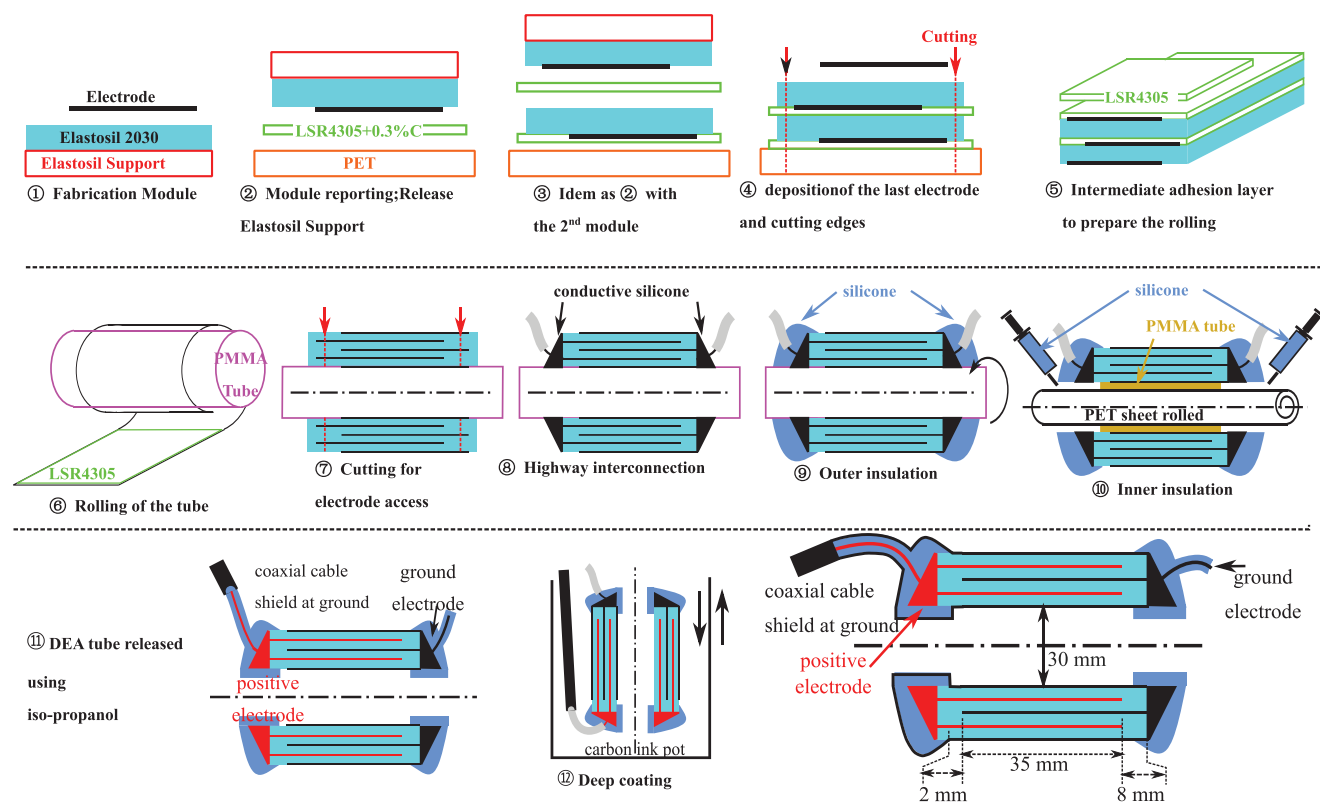 Electrode
Elastosil 2030
Elastosil Support
① Fabrication Module
LSR4305+0.3%C
PET
② Module reporting;Release
Elastosil Support
③ Idem as ② with
the 2nd module
Cutting
④ depositionof the last electrode
and cutting edges
LSR4305
⑤ Intermediate adhesion layer
to prepare the rolling
PMMA
Tube
LSR4305
⑥ Rolling of the tube
⑦ Cutting for
electrode access
conductive silicone
⑧ Highway interconnection
silicone
⑨ Outer insulation
silicone
PMMA tube
PET sheet rolled
⑩ Inner insulation
⑪ DEA tube released
using
iso-propanol
coaxial cable
shield at ground
ground
electrode
positive
electrode
carbon ink pot
⑫ Deep coating
coaxial cable
shield at ground
positive
electrode
ground
electrode
30 mm
35 mm
2 mm
8 mm